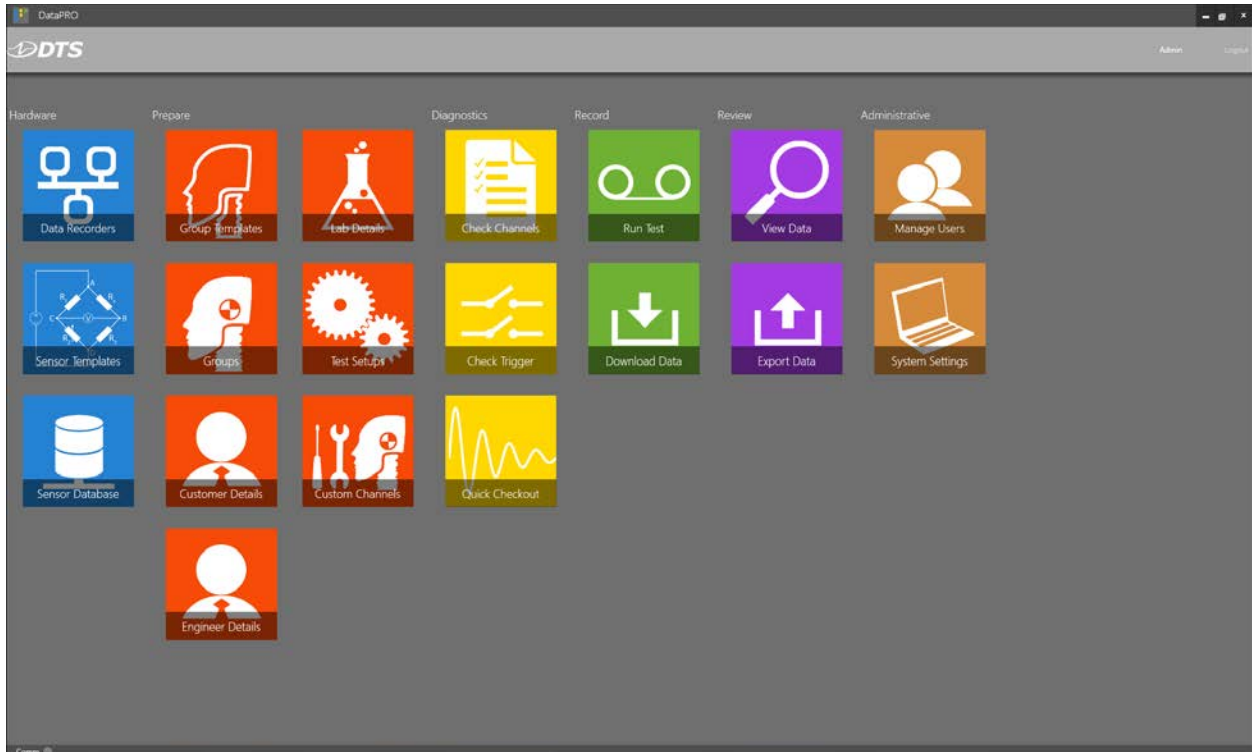 DataPRO
DTS
Admin Logout
Hardware Prepare Diagnostics Record Review Administrative
Data Recorders Group Templates Lab Details Check Channels Run Test View Data Manage Users
A
R R
C V B
R R
Sensor Templates Groups Test Setups Check Trigger Download Data Export Data System Settings
Sensor Database Customer Details Custom Channels Quick Checkout
Engineer Details
Comm